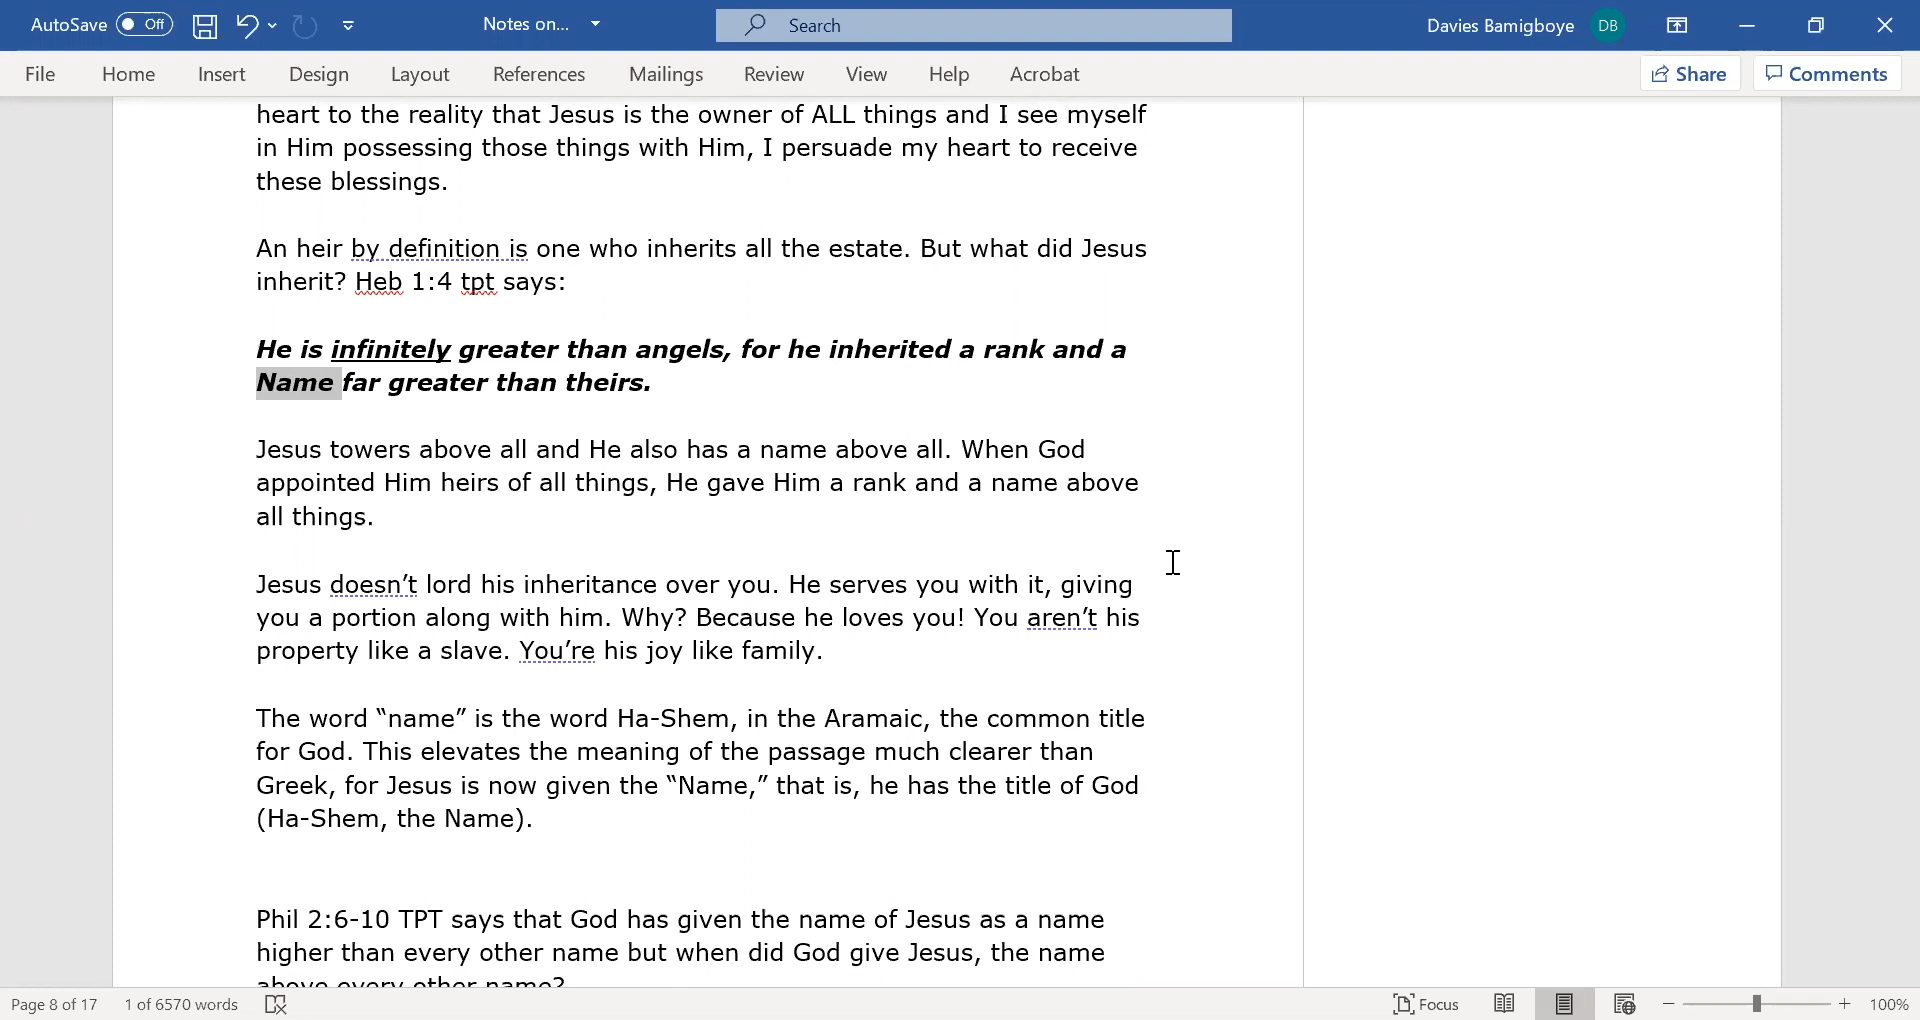 AutoSave Off Notes on... Search Davies Bamigboye DB
File Home Insert Design Layout References Mailings Review View Help Acrobat Share Comments
heart to the reality that Jesus is the owner of ALL things and I see myself
in Him possessing those things with Him, I persuade my heart to receive
these blessings.
An heir by definition is one who inherits all the estate. But what did Jesus
inherit? Heb 1:4 tpt says:
He is infinitely greater than angels, for he inherited a rank and a
Name far greater than theirs.
Jesus towers above all and He also has a name above all. When God
appointed Him heirs of all things, He gave Him a rank and a name above
all things.
Jesus doesn’t lord his inheritance over you. He serves you with it, giving
you a portion along with him. Why? Because he loves you! You aren’t his
property like a slave. You’re his joy like family.
The word “name” is the word Ha-Shem, in the Aramaic, the common title
for God. This elevates the meaning of the passage much clearer than
Greek, for Jesus is now given the “Name,” that is, he has the title of God
(Ha-Shem, the Name).
Phil 2:6-10 TPT says that God has given the name of Jesus as a name
higher than every other name but when did God give Jesus, the name
above every other name?
Page 8 of 17 1 of 6570 words Focus 100%